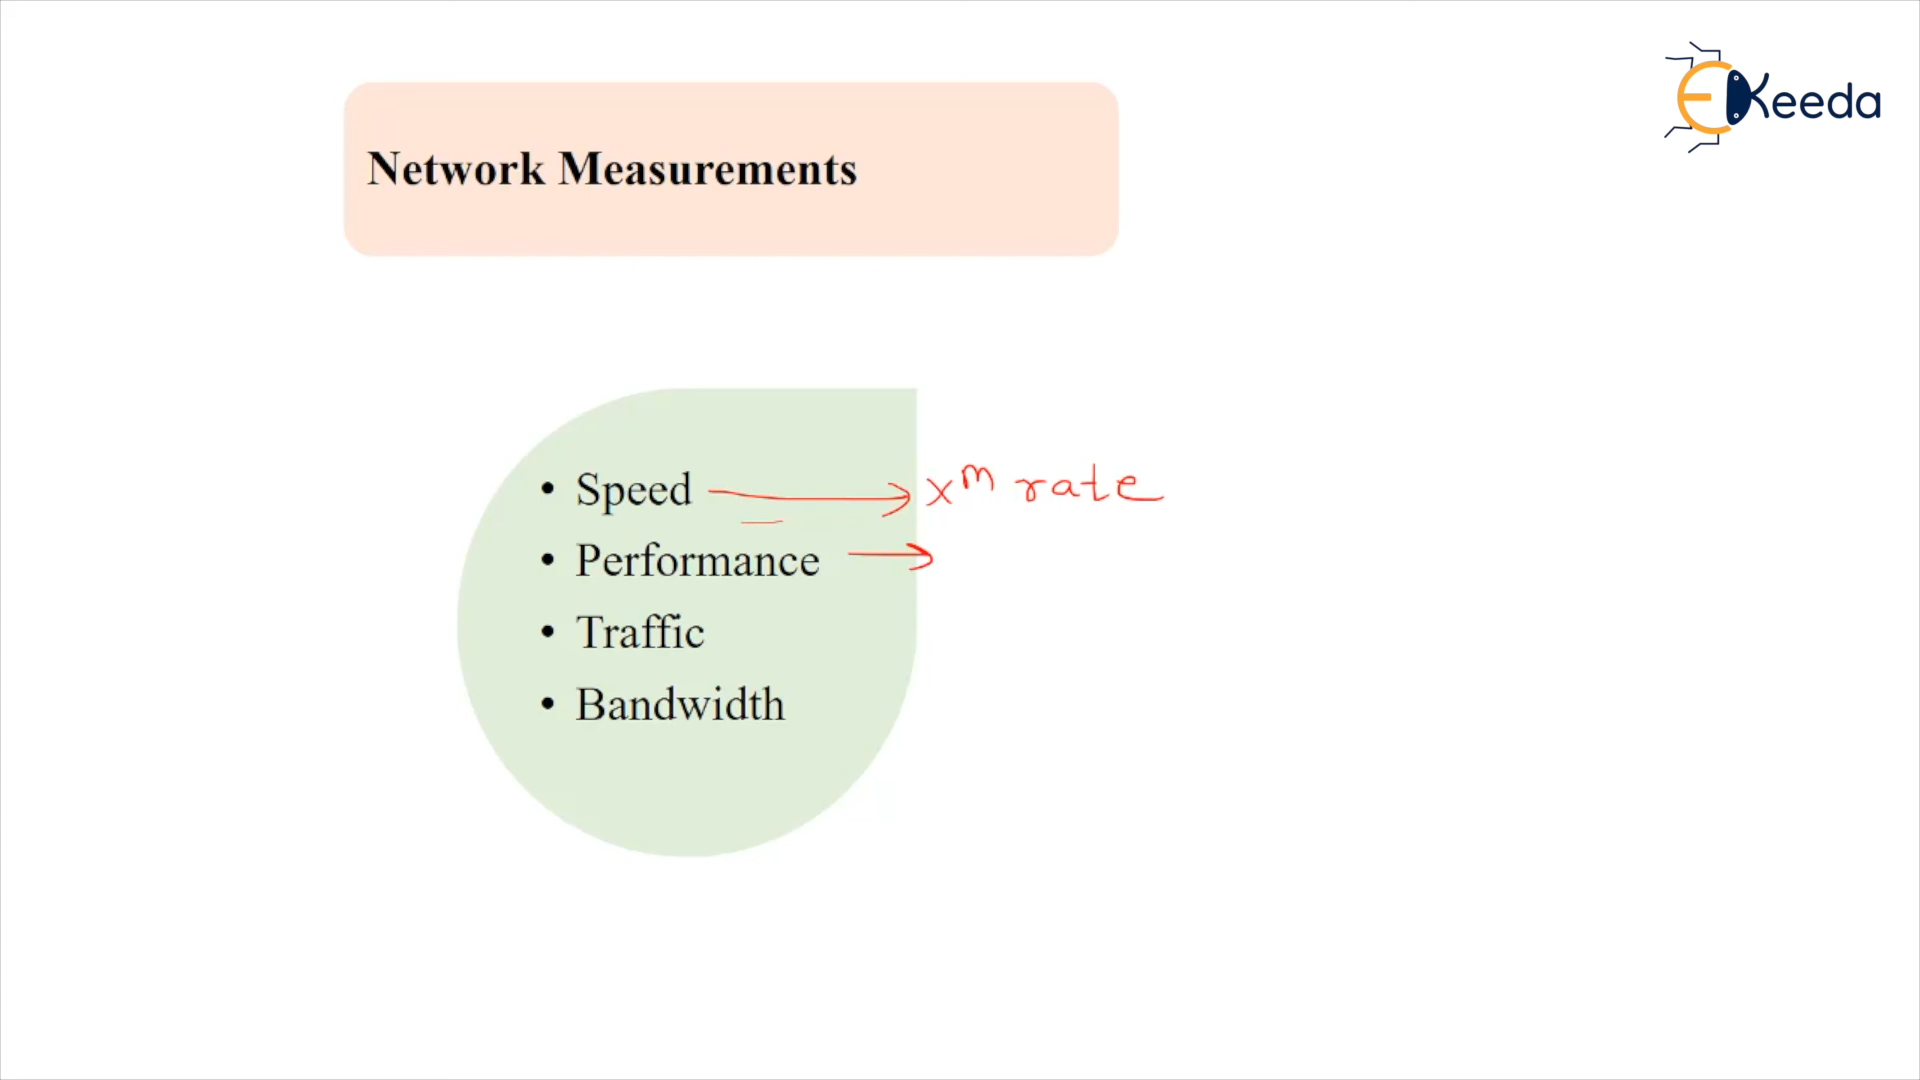 EKeeda
Network Measurements
• Speed → xᵐ rate
• Performance →
• Traffic
• Bandwidth